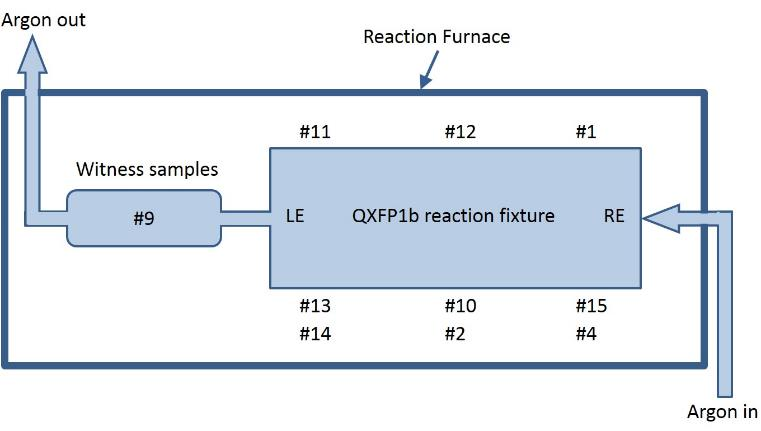 Argon out
Reaction Furnace
#11 #12 #1
Witness samples
#9
LE QXFP1b reaction fixture RE
#13 #10 #15
#14 #2 #4
Argon in